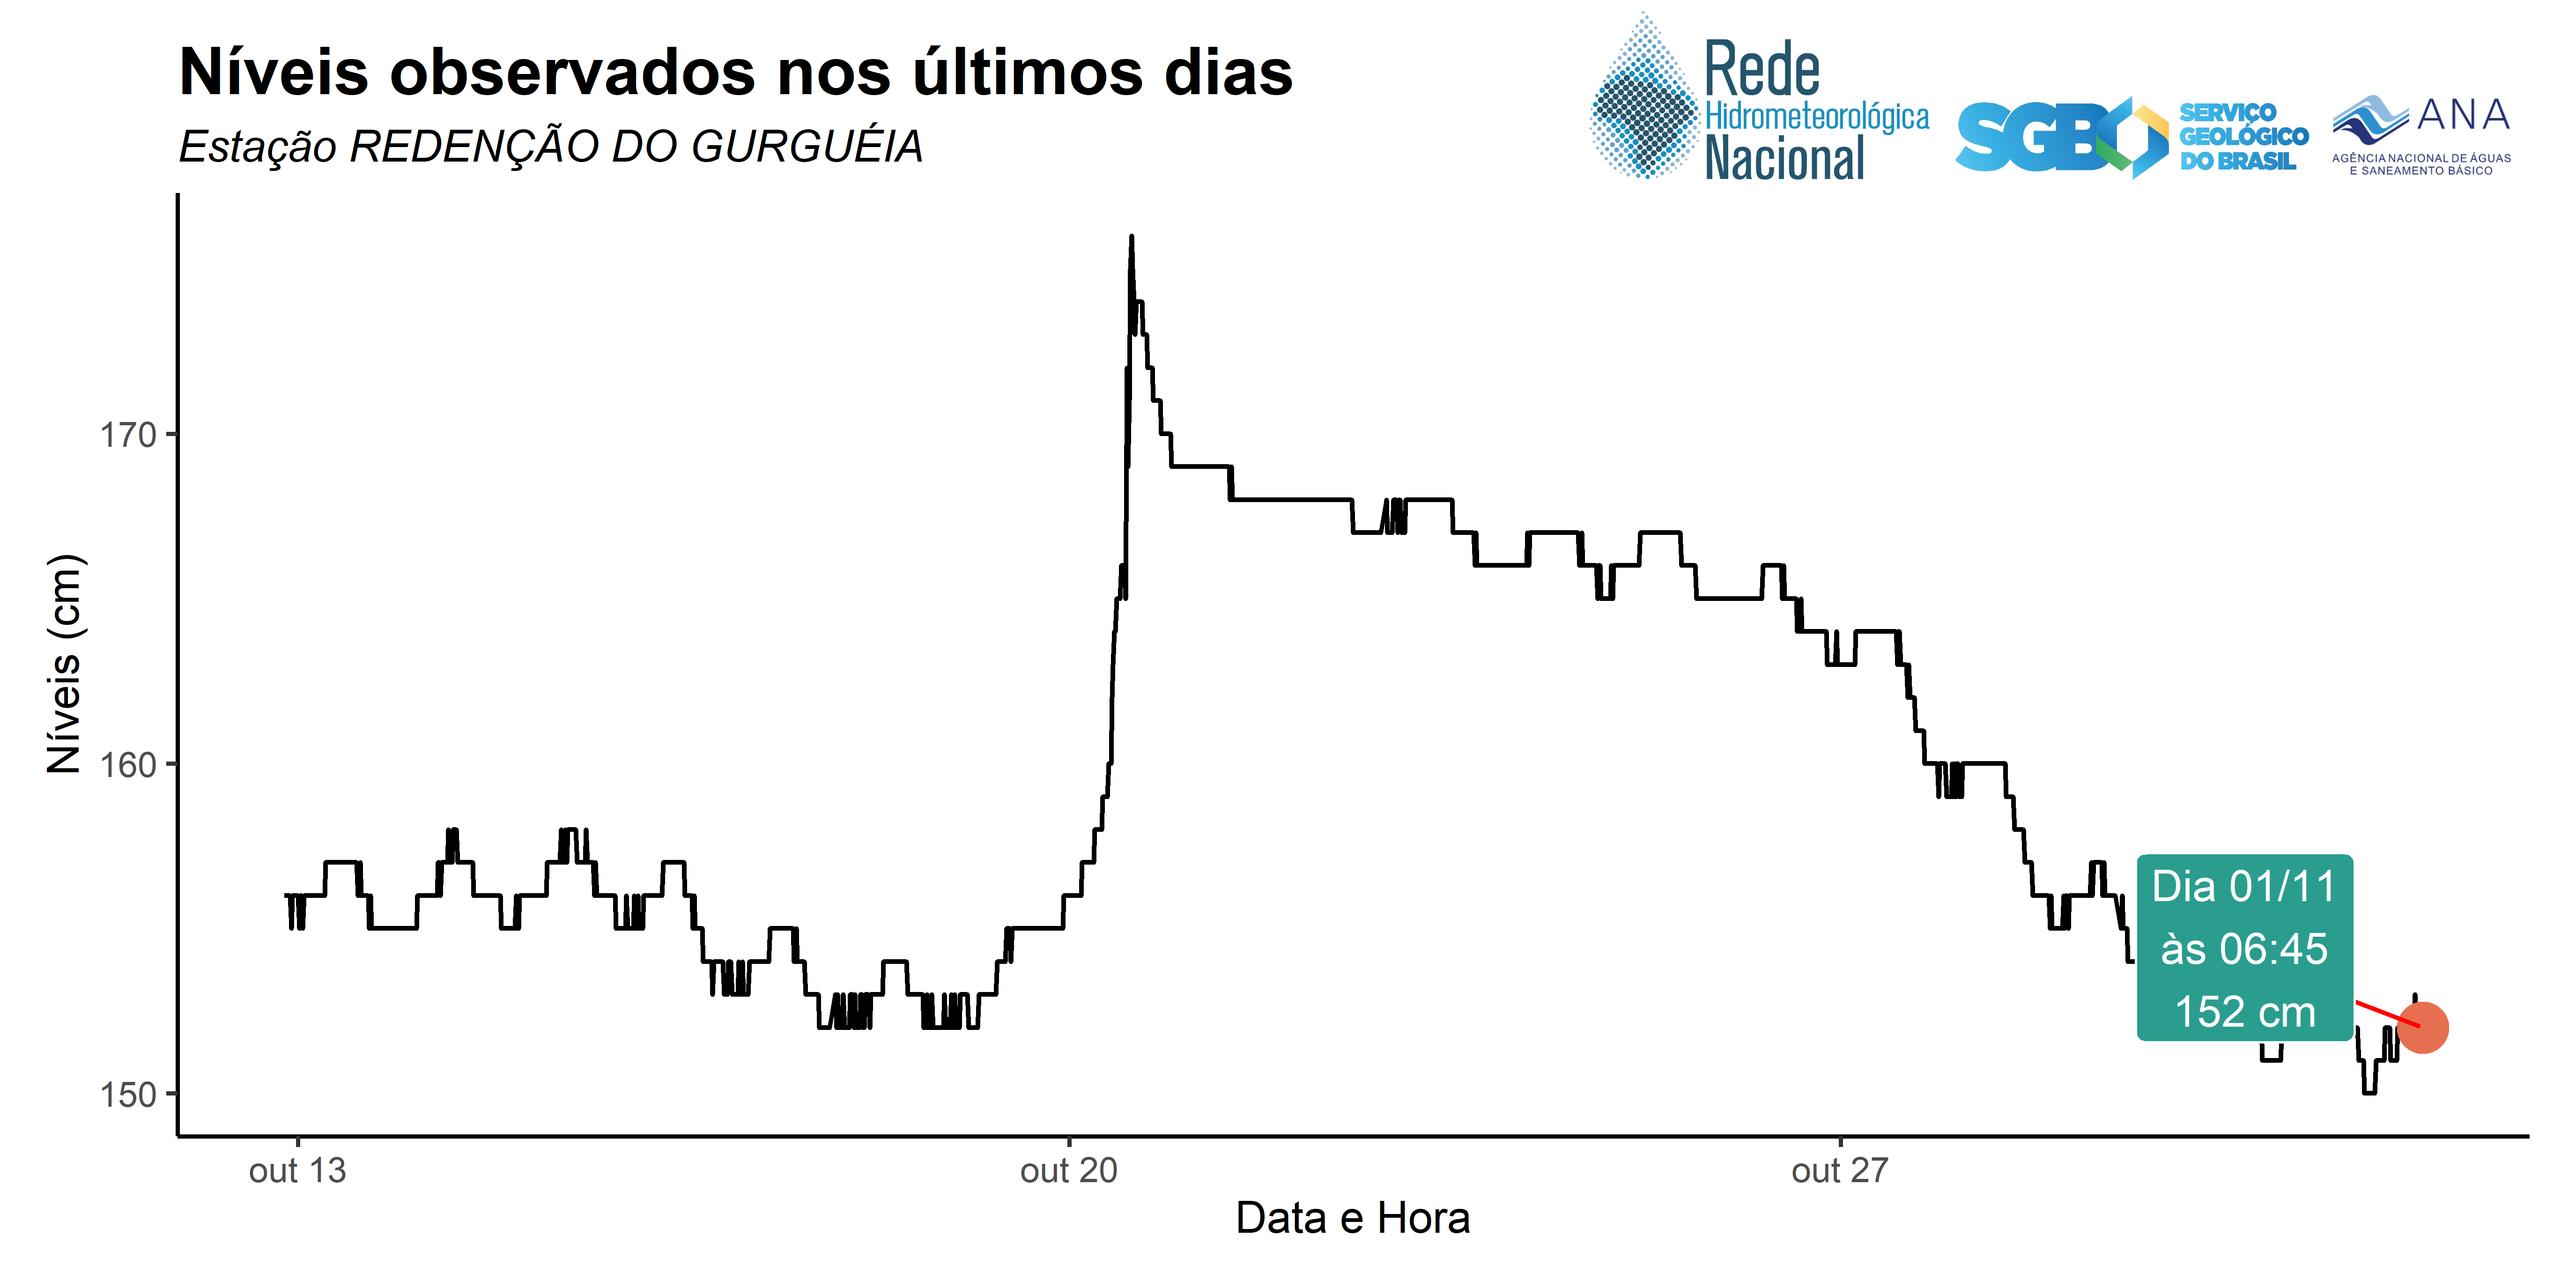 Níveis observados nos últimos dias
Estação REDENÇÃO DO GURGUÉIA
Rede
Hidrometeorológica
Nacional
SGB
SERVIÇO
GEOLÓGICO
DO BRASIL
ANA
AGÊNCIA NACIONAL DE ÁGUAS
E SANEAMENTO BÁSICO
Níveis (cm)
170
160
150
Dia 01/11
às 06:45
152 cm
out 13
out 20
out 27
Data e Hora